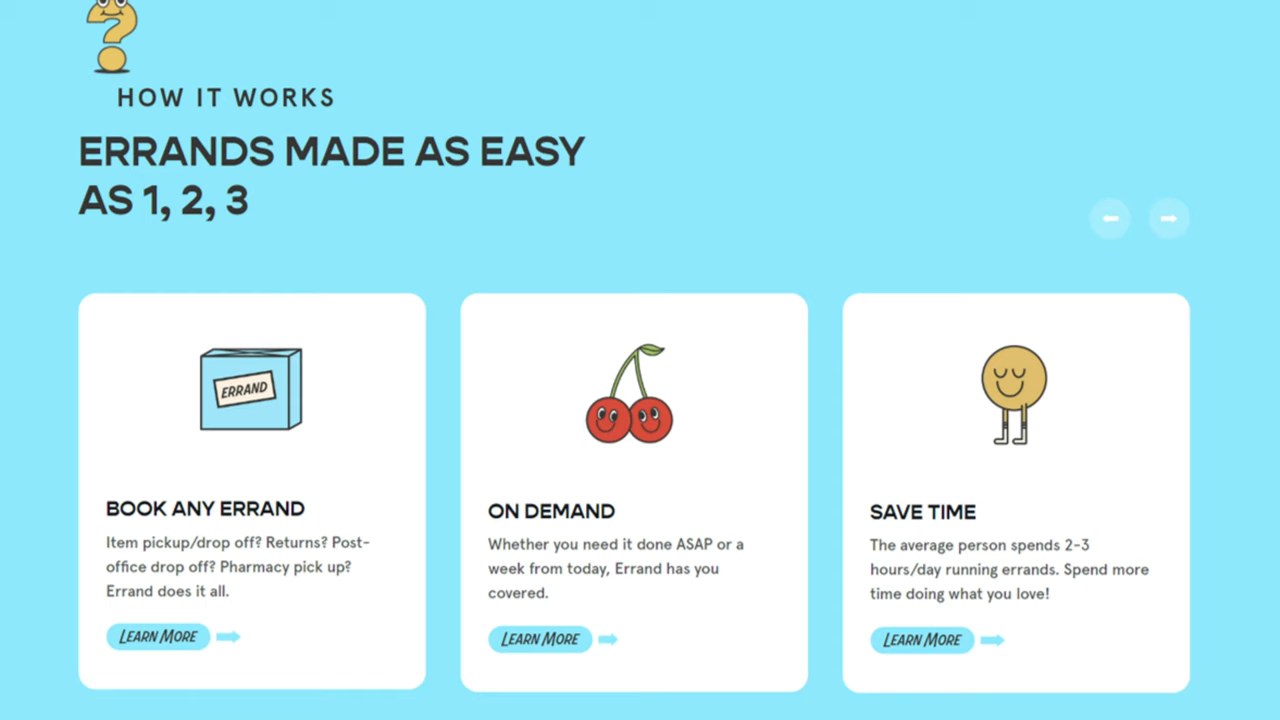 HOW IT WORKS
ERRANDS MADE AS EASY
AS 1, 2, 3
ERRAND
BOOK ANY ERRAND
Item pickup/drop off? Returns? Post-
office drop off? Pharmacy pick up?
Errand does it all.
LEARN MORE
ON DEMAND
Whether you need it done ASAP or a
week from today, Errand has you
covered.
LEARN MORE
SAVE TIME
The average person spends 2-3
hours/day running errands. Spend more
time doing what you love!
LEARN MORE